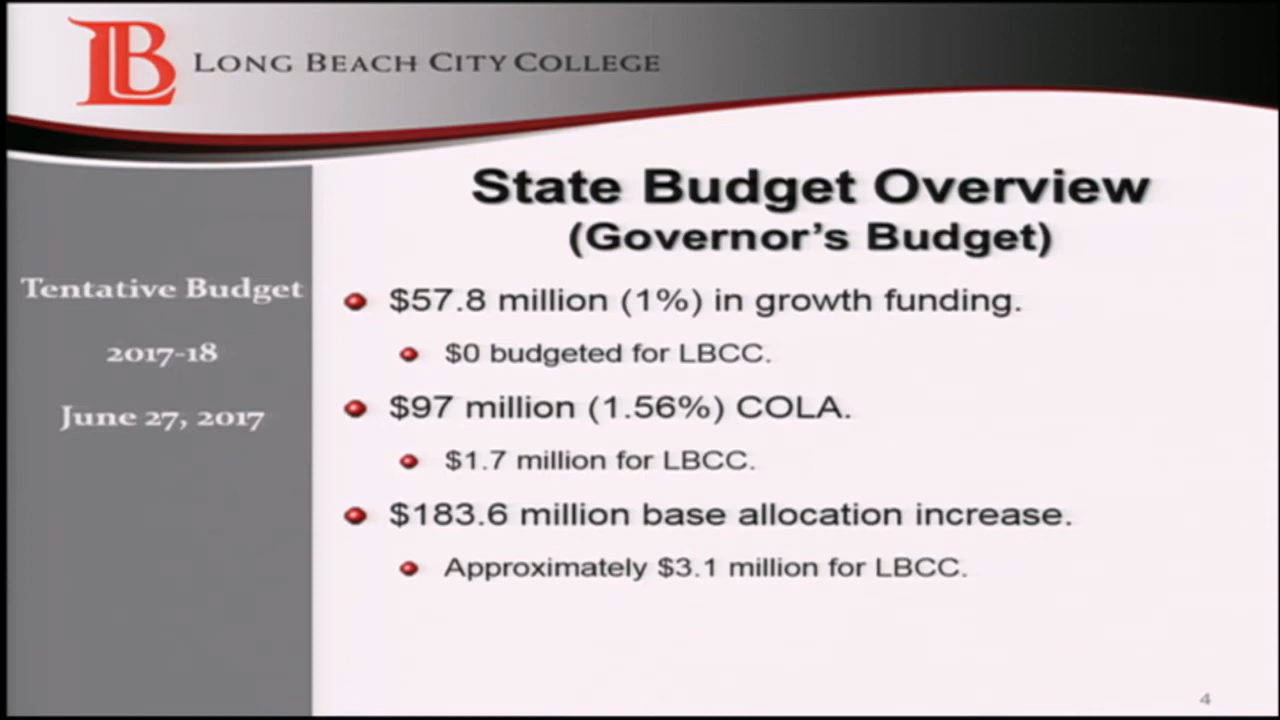 LB LONG BEACH CITY COLLEGE
Tentative Budget
2017-18
June 27, 2017
State Budget Overview
(Governor's Budget)
$57.8 million (1%) in growth funding.
$0 budgeted for LBCC.
$97 million (1.56%) COLA.
$1.7 million for LBCC.
$183.6 million base allocation increase.
Approximately $3.1 million for LBCC.
4